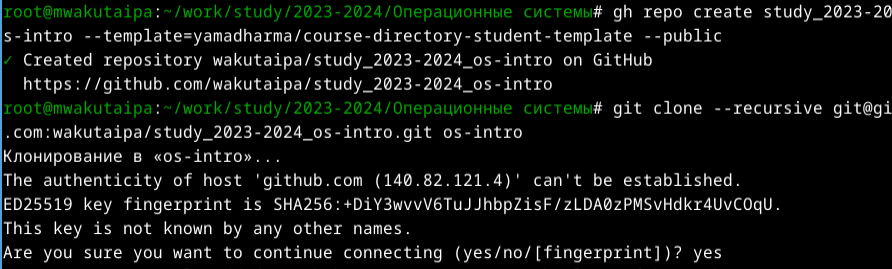 root@mwakutaipa:~/work/study/2023-2024/Операционные системы# gh repo create study_2023-20
s-intro --template=yamadharma/course-directory-student-template --public
✓ Created repository wakutaipa/study_2023-2024_os-intro on GitHub
https://github.com/wakutaipa/study_2023-2024_os-intro
root@mwakutaipa:~/work/study/2023-2024/Операционные системы# git clone --recursive git@gi
.com:wakutaipa/study_2023-2024_os-intro.git os-intro
Клонирование в «os-intro»...
The authenticity of host 'github.com (140.82.121.4)' can't be established.
ED25519 key fingerprint is SHA256:+DiY3wvvV6TuJJhbpZisF/zLDA0zPMSvHdkr4UvCOqU.
This key is not known by any other names.
Are you sure you want to continue connecting (yes/no/[fingerprint])? yes